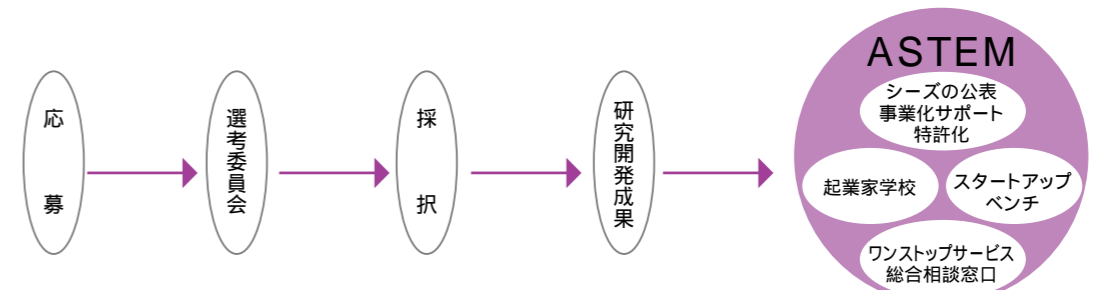 応募
選考委員会
採択
研究開発成果
ASTEM
シーズの公表
事業化サポート
特許化
起業家学校
スタートアップ
ベンチ
ワンストップサービス
総合相談窓口